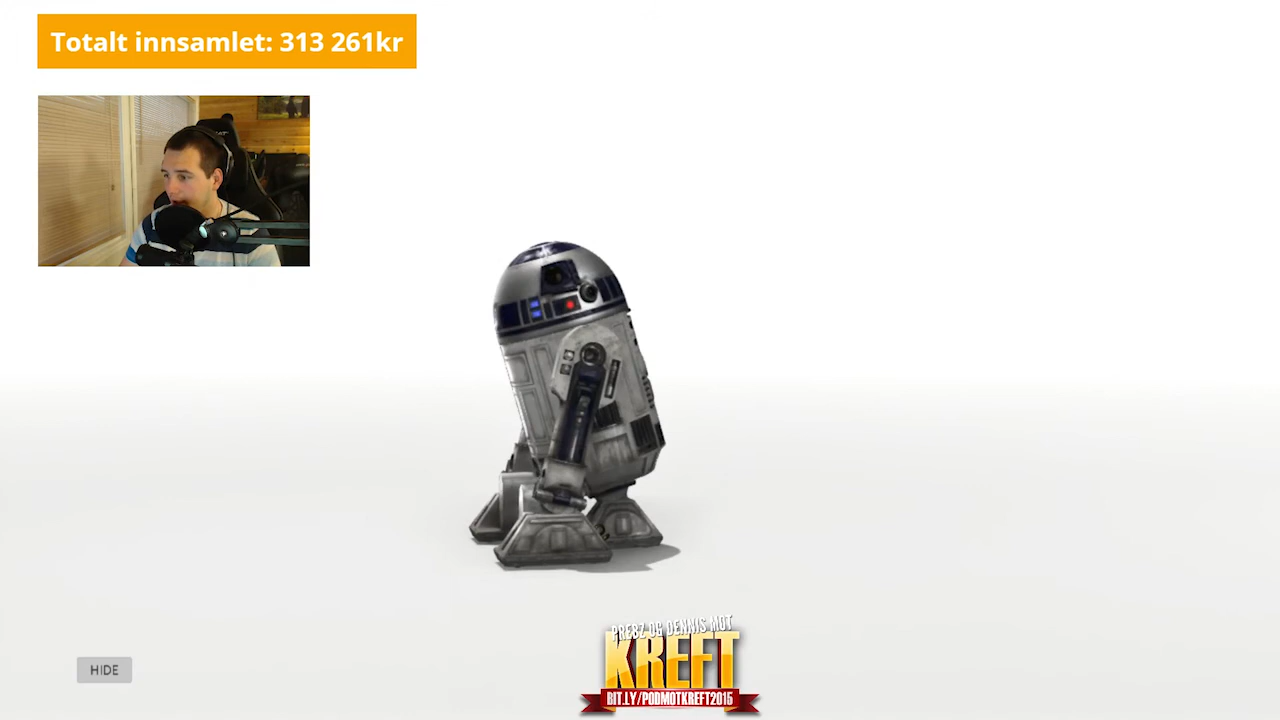 Totalt innsamlet: 313 261kr
HIDE
PREBZ OG DENNIS MOT
KREFT
BIT.LY/PODMOTKREFT2015